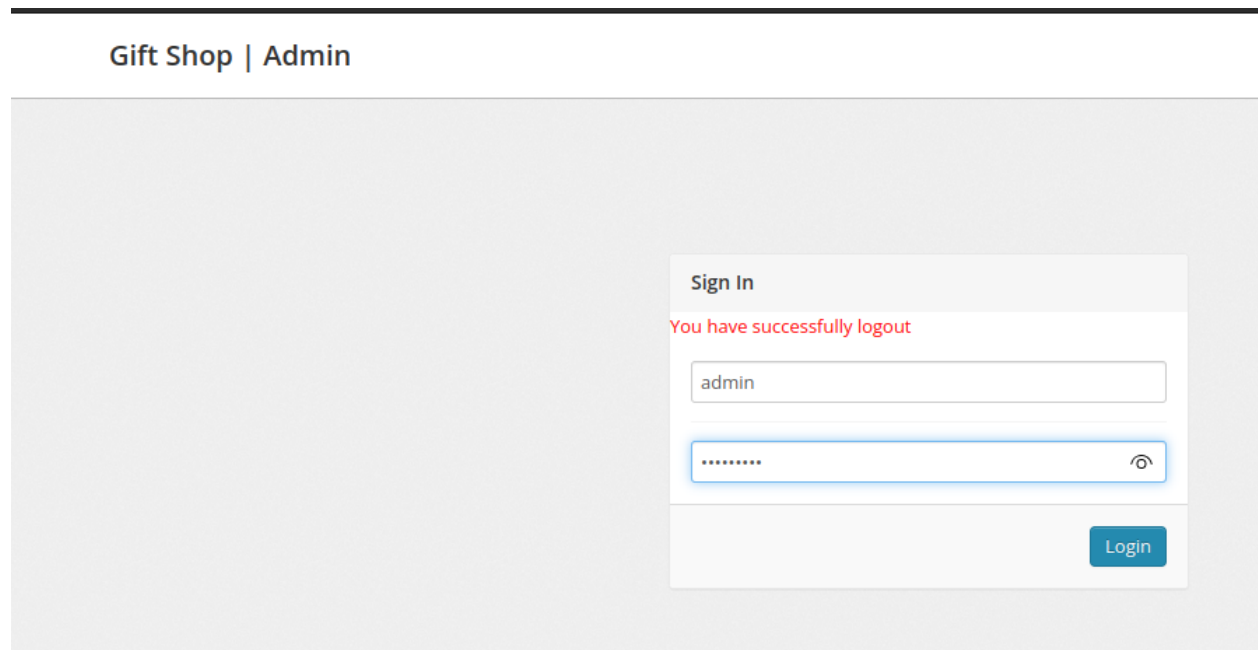 Gift Shop | Admin
Sign In
You have successfully logout
admin
•••••••••
Login